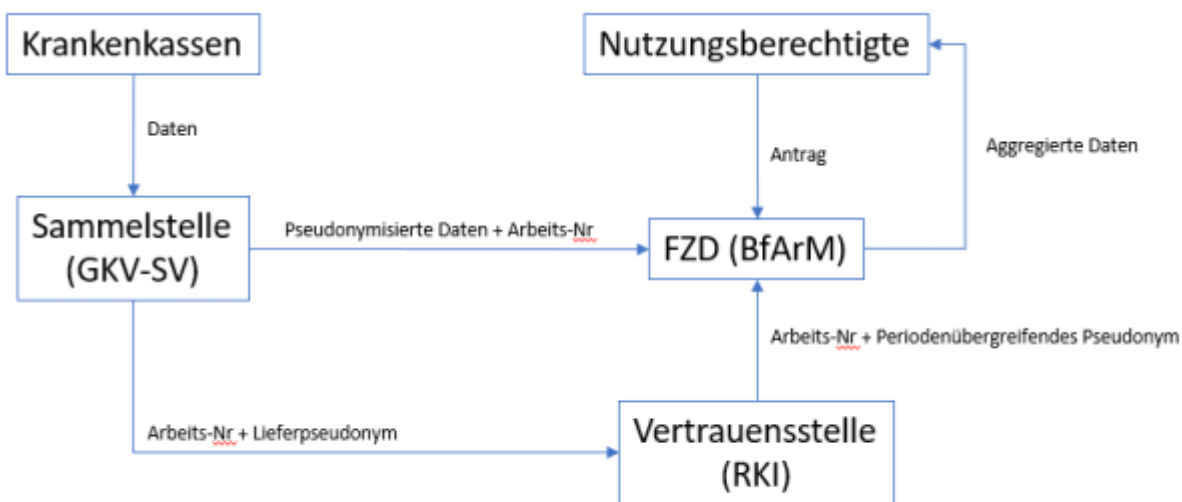 Krankenkassen
Nutzungsberechtigte
Daten
Antrag
Aggregierte Daten
Sammelstelle
(GKV-SV)
Pseudonymisierte Daten + Arbeits-Nr
FZD (BfArM)
Arbeits-Nr + Periodenübergreifendes Pseudonym
Arbeits-Nr + Lieferpseudonym
Vertrauensstelle
(RKI)